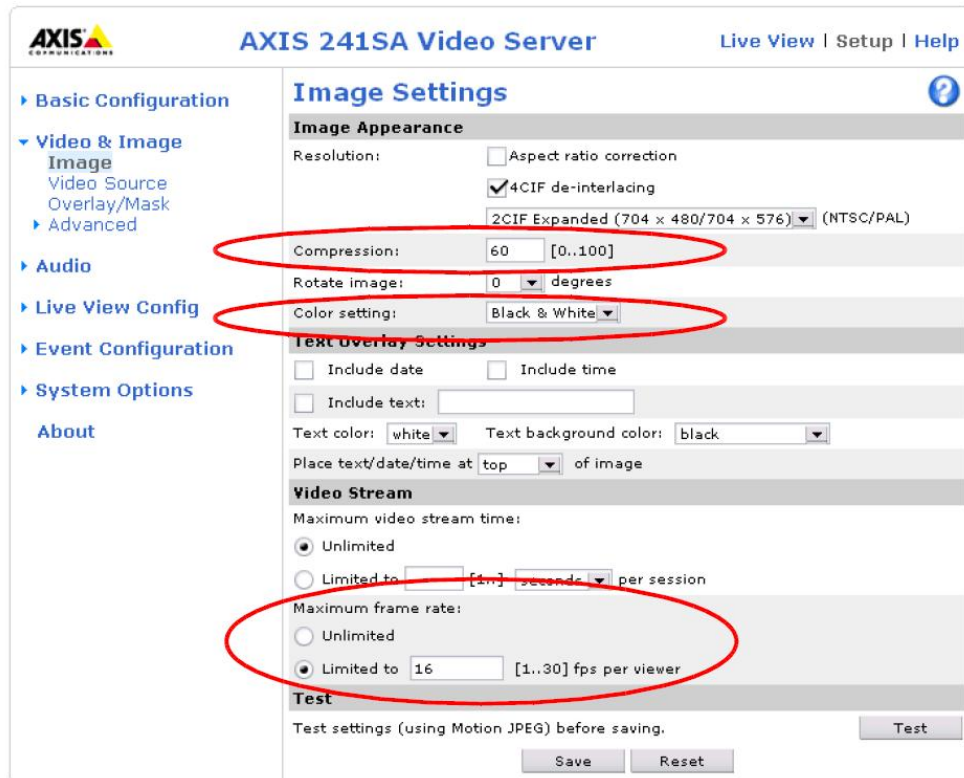 AXIS
COMMUNICATIONS
AXIS 241SA Video Server
Live View | Setup | Help
Basic Configuration
Video & Image
Image
Video Source
Overlay/Mask
Advanced
Audio
Live View Config
Event Configuration
System Options
About
Image Settings
?
Image Appearance
Resolution:
Aspect ratio correction
4CIF de-interlacing
2CIF Expanded (704 x 480/704 x 576) (NTSC/PAL)
Compression: 60 [0..100]
Rotate image: 0 degrees
Color setting: Black & White
Text Overlay Settings
Include date Include time
Include text:
Text color: white Text background color: black
Place text/date/time at top of image
Video Stream
Maximum video stream time:
Unlimited
Limited to [1..] seconds per session
Maximum frame rate:
Unlimited
Limited to 16 [1..30] fps per viewer
Test
Test settings (using Motion JPEG) before saving. Test
Save Reset